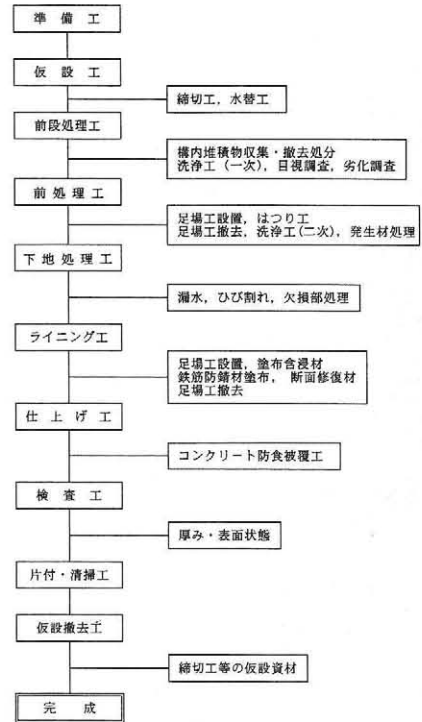 準備工
仮設工
締切工，水替工
前段処理工
構内堆積物収集・撤去処分
洗浄工（一次），目視調査，劣化調査
前処理工
足場工設置，はつり工
足場工撤去，洗浄工(二次)，発生材処理
下地処理工
漏水，ひび割れ，欠損部処理
ライニング工
足場工設置，塗布含浸材
鉄筋防錆材塗布，断面修復材
足場工撤去
仕上げ工
コンクリート防食被覆工
検査工
厚み・表面状態
片付・清掃工
仮設撤去工
締切工等の仮設資材
完成